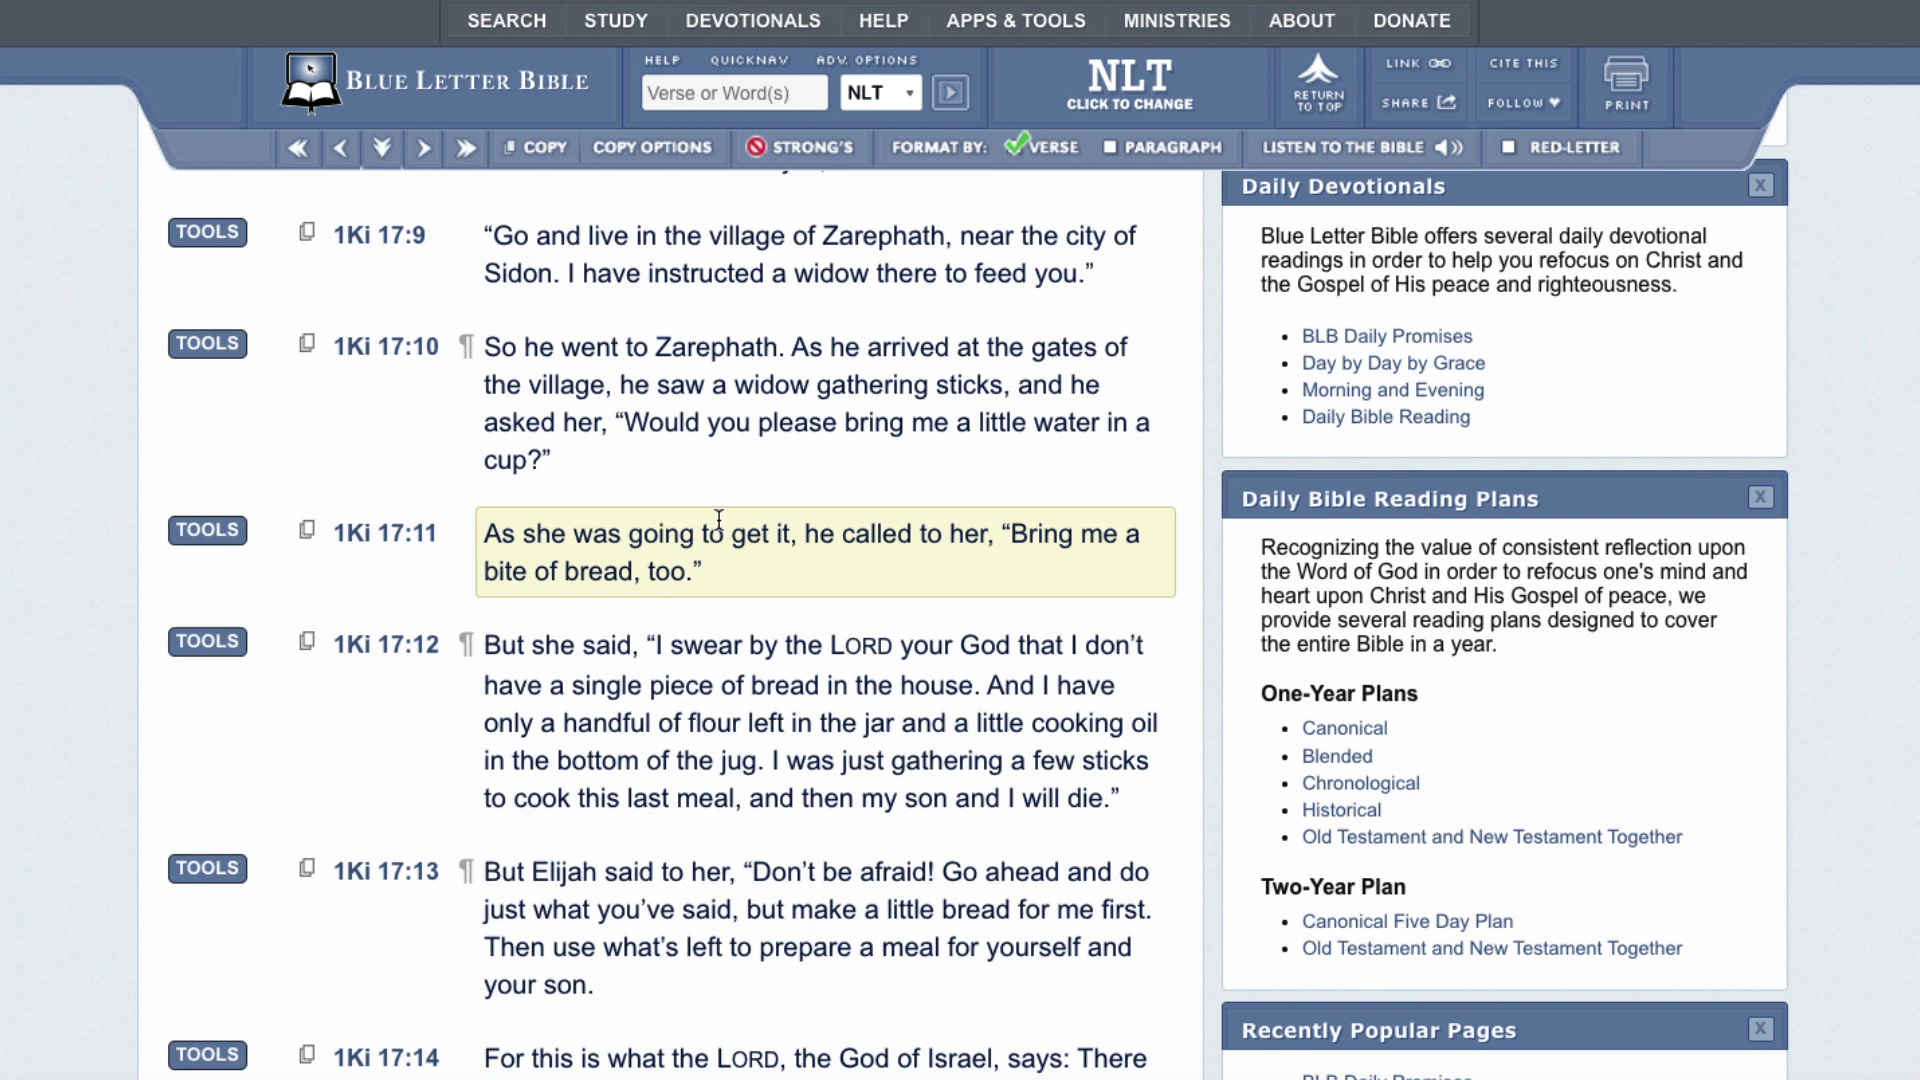 SEARCH STUDY DEVOTIONALS HELP APPS & TOOLS MINISTRIES ABOUT DONATE
BLUE LETTER BIBLE
HELP QUICKNAV ADV. OPTIONS
Verse or Word(s) NLT
NLT
CLICK TO CHANGE
RETURN
TO TOP
LINK
SHARE
CITE THIS
FOLLOW
PRINT
COPY COPY OPTIONS STRONG'S FORMAT BY: VERSE PARAGRAPH LISTEN TO THE BIBLE RED-LETTER
TOOLS 1Ki 17:9 “Go and live in the village of Zarephath, near the city of
Sidon. I have instructed a widow there to feed you.”
TOOLS 1Ki 17:10 ¶ So he went to Zarephath. As he arrived at the gates of
the village, he saw a widow gathering sticks, and he
asked her, “Would you please bring me a little water in a
cup?”
TOOLS 1Ki 17:11 As she was going to get it, he called to her, “Bring me a
bite of bread, too.”
TOOLS 1Ki 17:12 ¶ But she said, “I swear by the LORD your God that I don’t
have a single piece of bread in the house. And I have
only a handful of flour left in the jar and a little cooking oil
in the bottom of the jug. I was just gathering a few sticks
to cook this last meal, and then my son and I will die.”
TOOLS 1Ki 17:13 ¶ But Elijah said to her, “Don’t be afraid! Go ahead and do
just what you’ve said, but make a little bread for me first.
Then use what’s left to prepare a meal for yourself and
your son.
TOOLS 1Ki 17:14 For this is what the LORD, the God of Israel, says: There
Daily Devotionals X
Blue Letter Bible offers several daily devotional
readings in order to help you refocus on Christ and
the Gospel of His peace and righteousness.
• BLB Daily Promises
• Day by Day by Grace
• Morning and Evening
• Daily Bible Reading
Daily Bible Reading Plans X
Recognizing the value of consistent reflection upon
the Word of God in order to refocus one's mind and
heart upon Christ and His Gospel of peace, we
provide several reading plans designed to cover
the entire Bible in a year.
One-Year Plans
• Canonical
• Blended
• Chronological
• Historical
• Old Testament and New Testament Together
Two-Year Plan
• Canonical Five Day Plan
• Old Testament and New Testament Together
Recently Popular Pages X
BLB Daily Promises